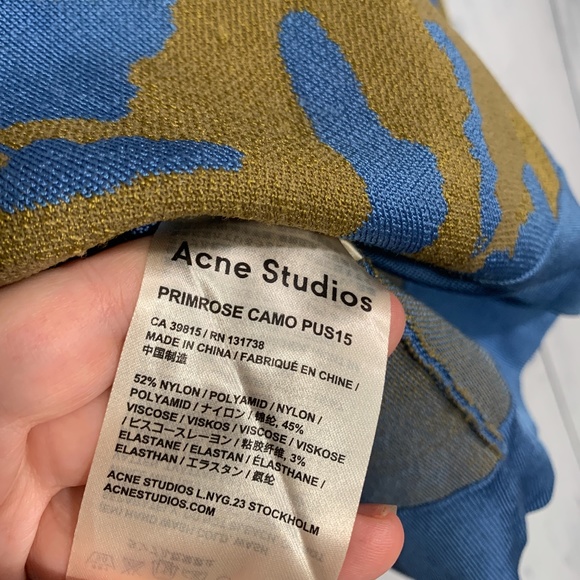 Acne Studios
PRIMROSE CAMO PUS15
CA 39815 / RN 131738
MADE IN CHINA / FABRIQUÉ EN CHINE /
中国制造
52% NYLON / POLYAMID / NYLON /
POLYAMID / ナイロン / 锦纶, 45%
VISCOSE / VISKOS / VISCOSE / VISKOSE
/ ビスコースレーヨン / 粘胶纤维, 3%
ELASTANE / ELASTAN / ÉLASTHANE /
ELASTHAN / エラスタン / 氨纶
ACNE STUDIOS L.NYG.23 STOCKHOLM
ACNESTUDIOS.COM